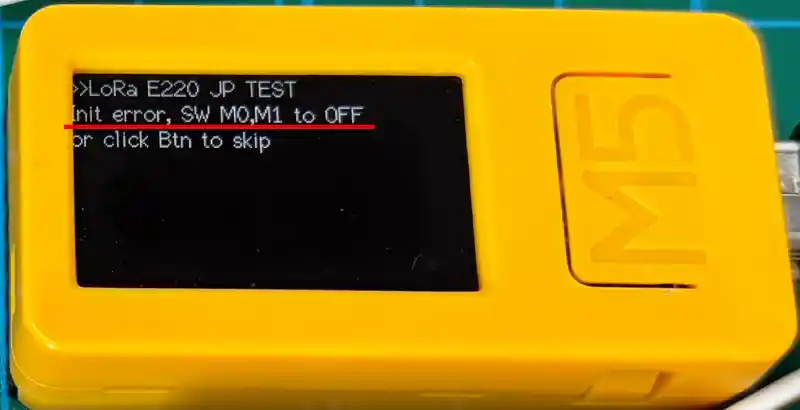 >>LoRa E220 JP TEST
Init error, SW M0,M1 to OFF
or click Btn to skip
M5